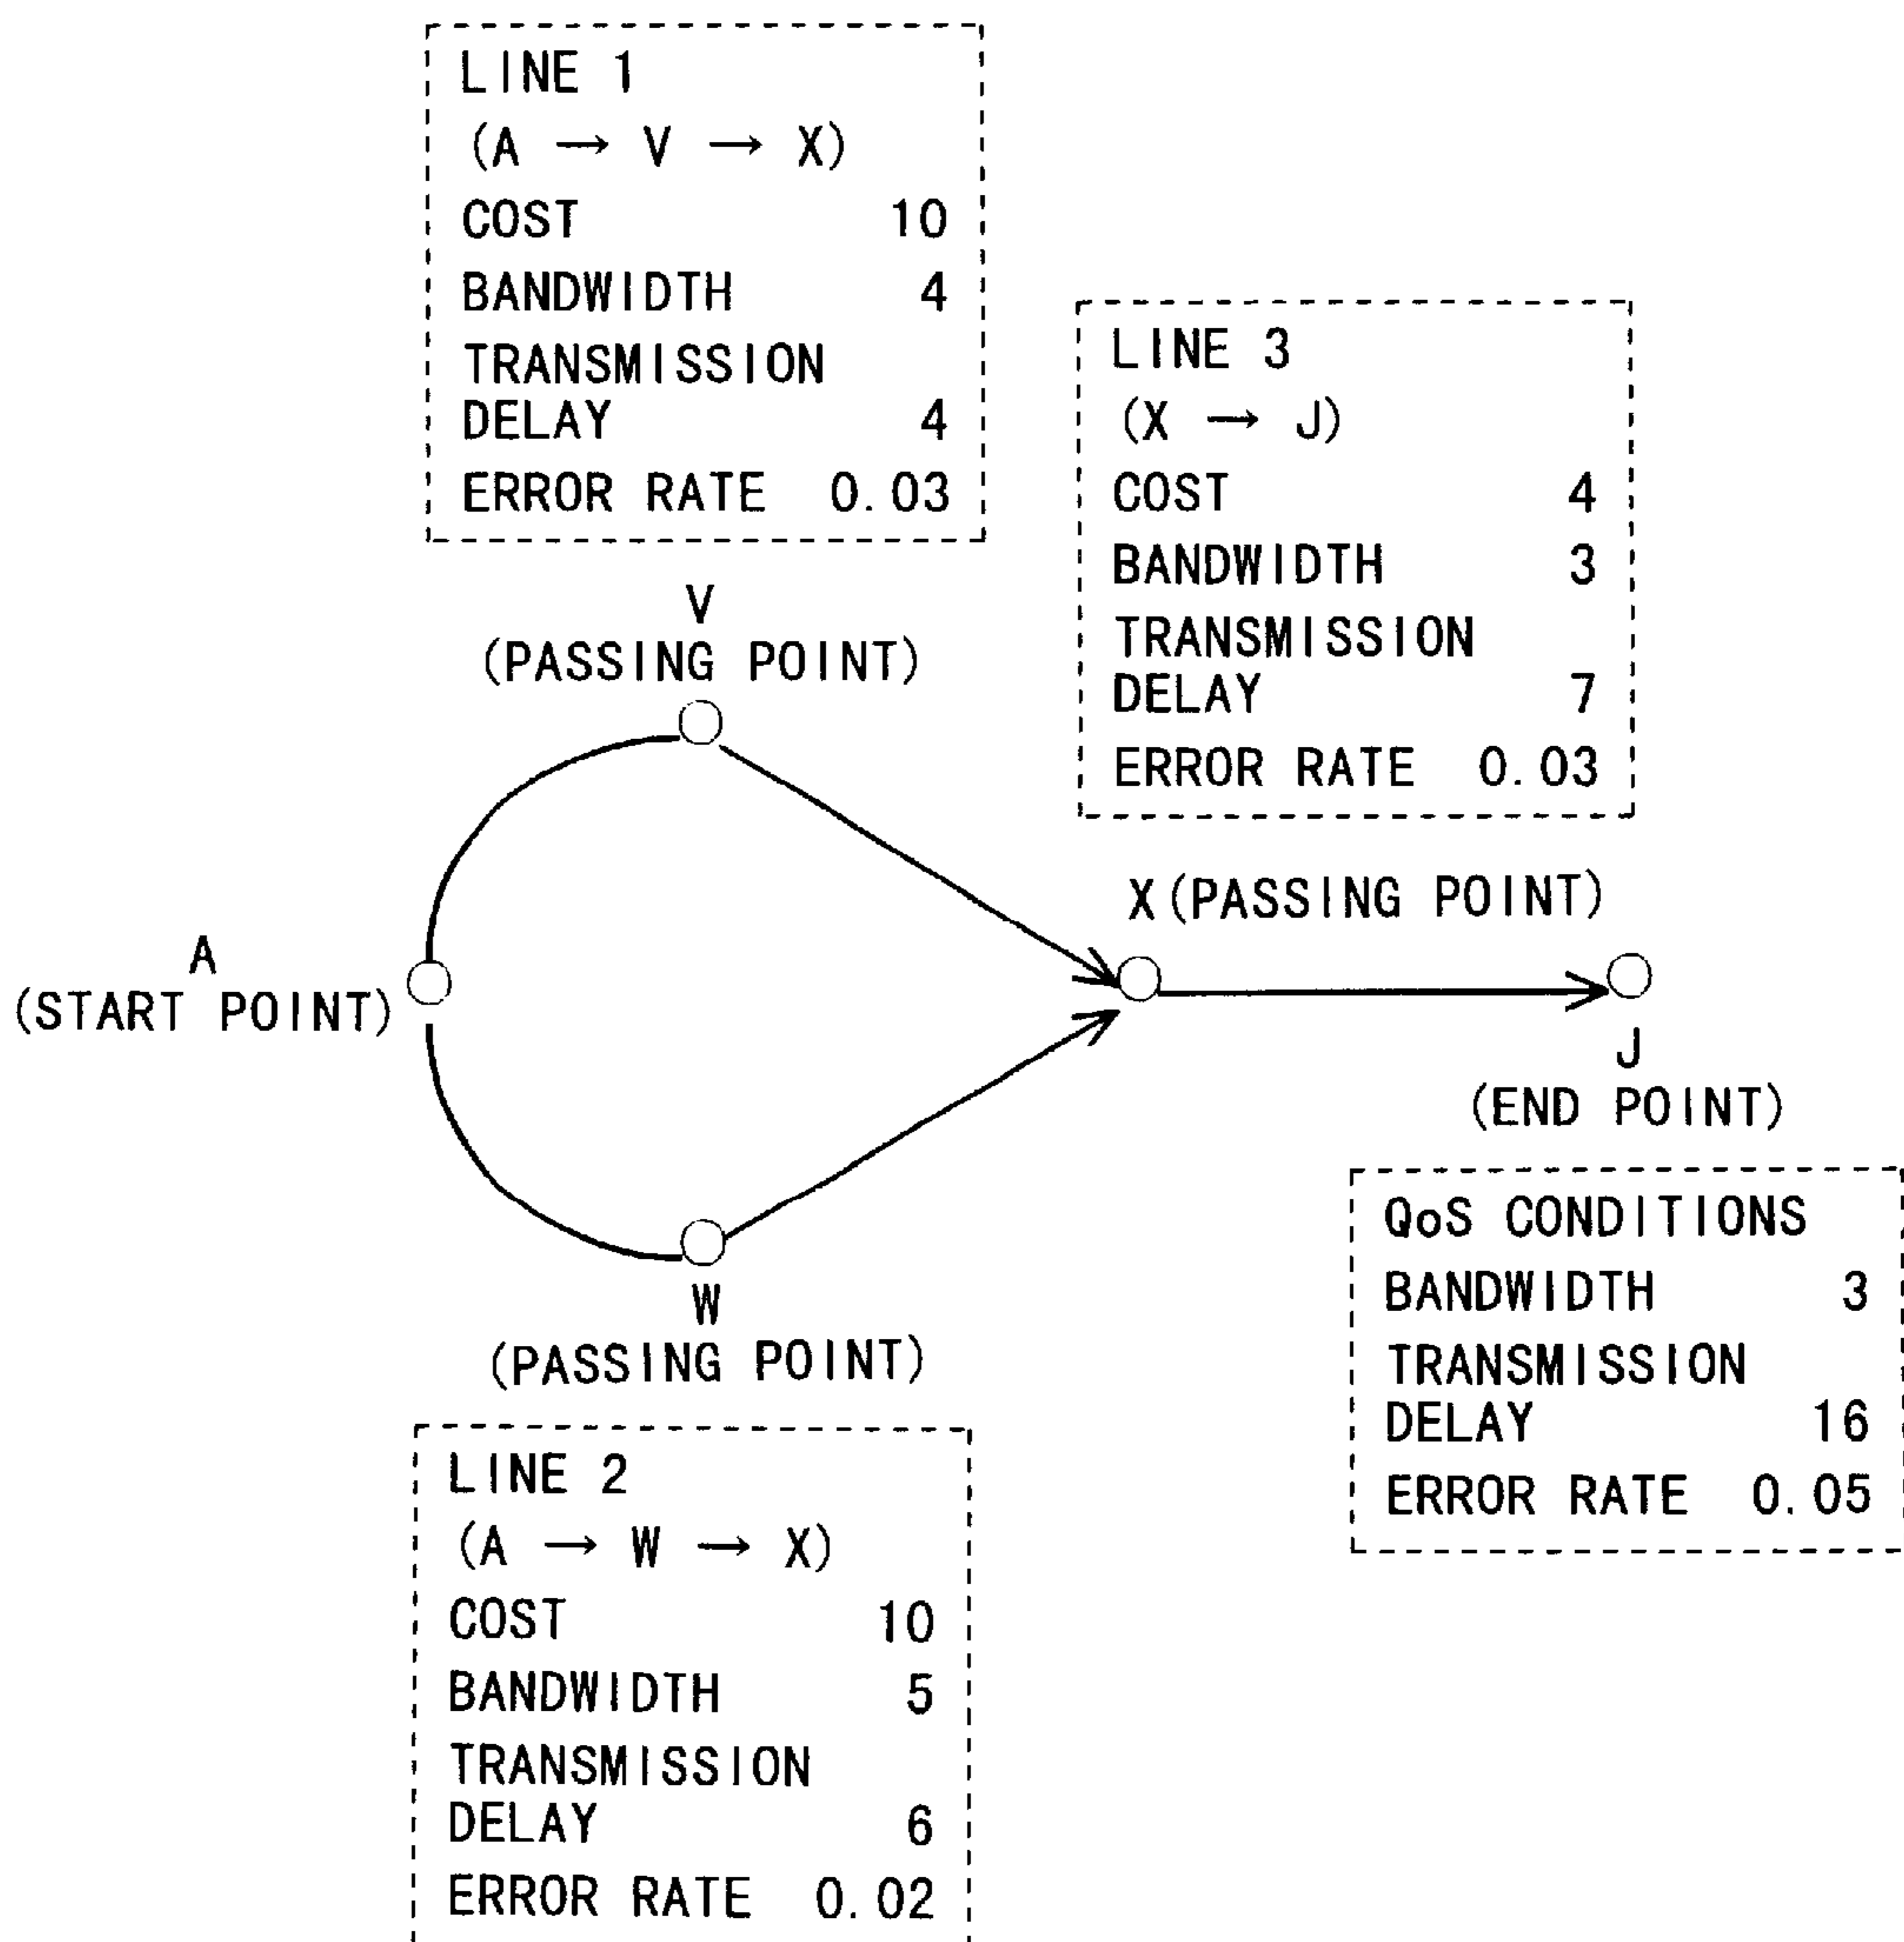 LINE 1
(A → V → X)
COST 10
BANDWIDTH 4
TRANSMISSION
DELAY 4
ERROR RATE 0.03
LINE 3
(X → J)
COST 4
BANDWIDTH 3
TRANSMISSION
DELAY 7
ERROR RATE 0.03
V
(PASSING POINT)
X (PASSING POINT)
A
(START POINT)
J
(END POINT)
W
(PASSING POINT)
QoS CONDITIONS
BANDWIDTH 3
TRANSMISSION
DELAY 16
ERROR RATE 0.05
LINE 2
(A → W → X)
COST 10
BANDWIDTH 5
TRANSMISSION
DELAY 6
ERROR RATE 0.02